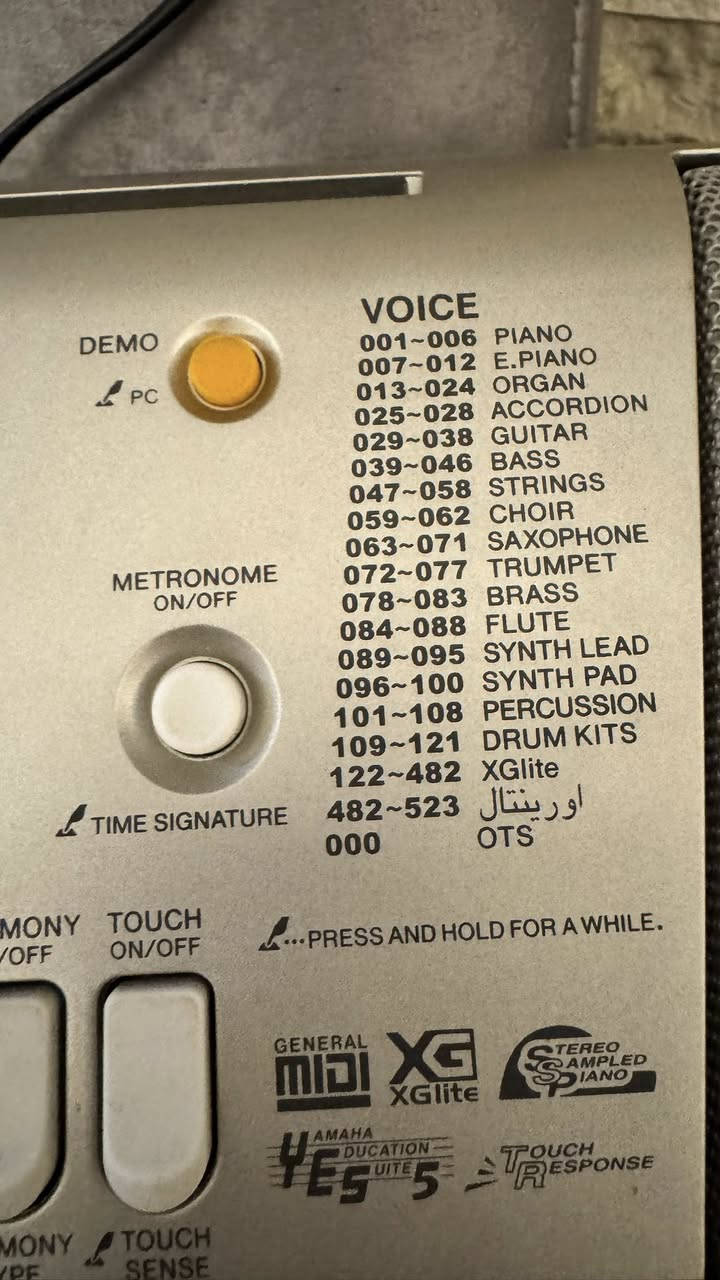 VOICE
001~006 PIANO
007~012 E.PIANO
013~024 ORGAN
025~028 ACCORDION
029~038 GUITAR
039~046 BASS
047~058 STRINGS
059~062 CHOIR
063~071 SAXOPHONE
072~077 TRUMPET
078~083 BRASS
084~088 FLUTE
089~095 SYNTH LEAD
096~100 SYNTH PAD
101~108 PERCUSSION
109~121 DRUM KITS
122~482 XGlite
482~523 اورينتال
000 OTS
DEMO
PC
METRONOME
ON/OFF
TIME SIGNATURE
...PRESS AND HOLD FOR A WHILE.
MONY
/OFF
TOUCH
ON/OFF
GENERAL
MIDI
XG
XGlite
STEREO
SAMPLED
PIANO
YAMAHA
EDUCATION
SUITE 5
TOUCH
RESPONSE
MONY
YPE
TOUCH
SENSE